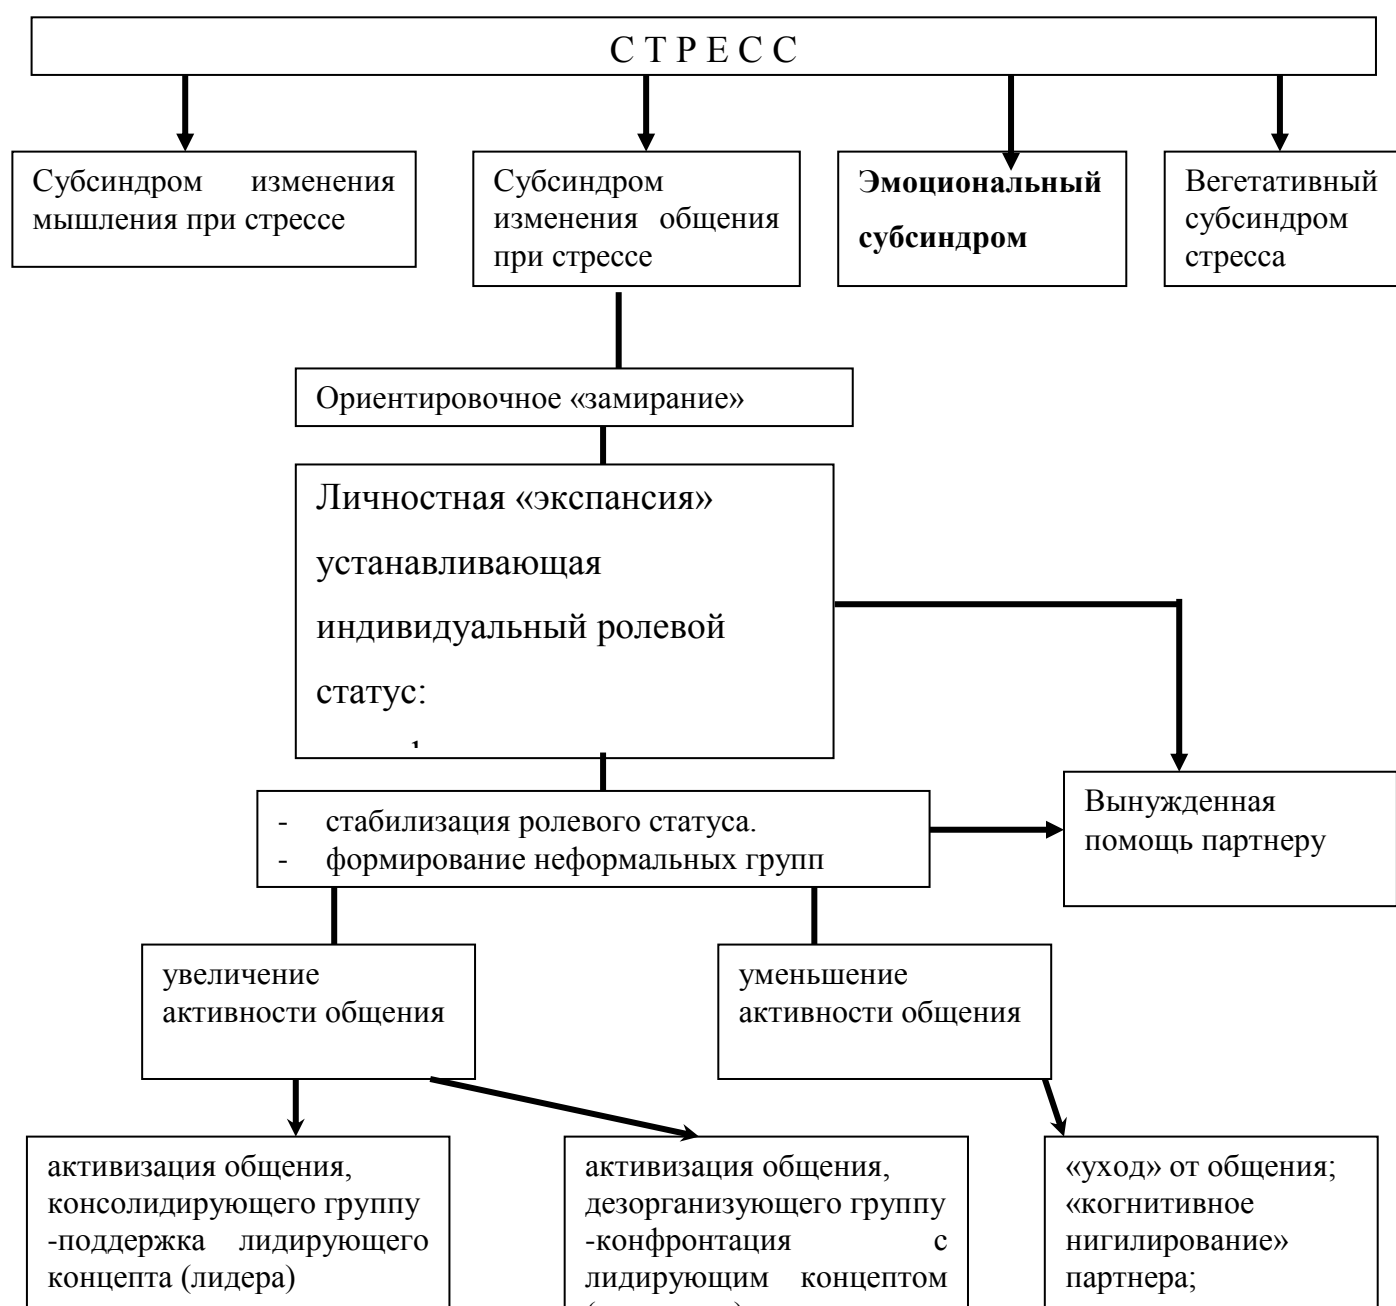 С Т Р Е С С
Субсиндром изменения
мышления при стрессе
Субсиндром
изменения общения
при стрессе
Эмоциональный
субсиндром
Вегетативный
субсиндром
стресса
Ориентировочное «замирание»
Личностная «экспансия»
устанавливающая
индивидуальный ролевой
статус:
- стабилизация ролевого статуса.
- формирование неформальных групп
Вынужденная
помощь партнеру
увеличение
активности общения
уменьшение
активности общения
активизация общения,
консолидирующего группу
-поддержка лидирующего
концепта (лидера)
активизация общения,
дезорганизующего группу
-конфронтация с
лидирующим концептом
«уход» от общения;
«когнитивное
нигилирование»
партнера;